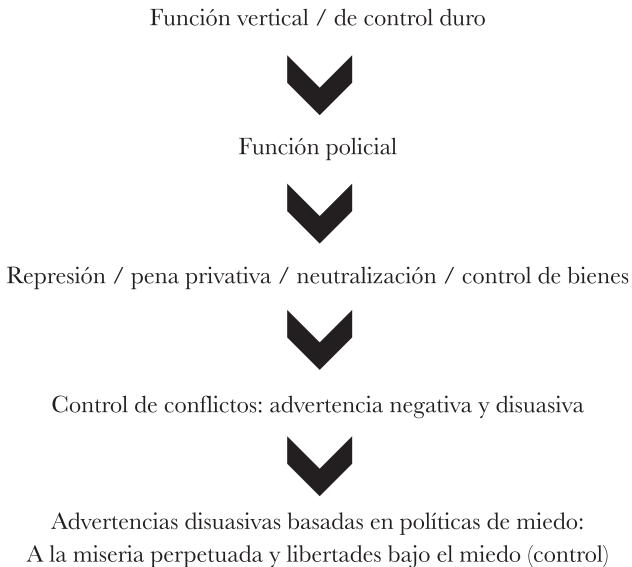 Función vertical / de control duro
Función policial
Represión / pena privativa / neutralización / control de bienes
Control de conflictos: advertencia negativa y disuasiva
Advertencias disuasivas basadas en políticas de miedo:
A la miseria perpetuada y libertades bajo el miedo (control)